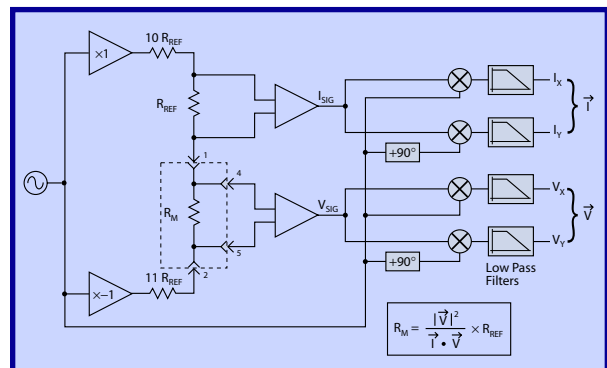 ×1
10 R_REF
R_REF
I_SIG
I_X
I_Y
I
+90°
1
4
R_M
V_SIG
V_X
V_Y
V
5
2
+90°
×−1
11 R_REF
Low Pass
Filters
R_M = |V|² / I • V × R_REF